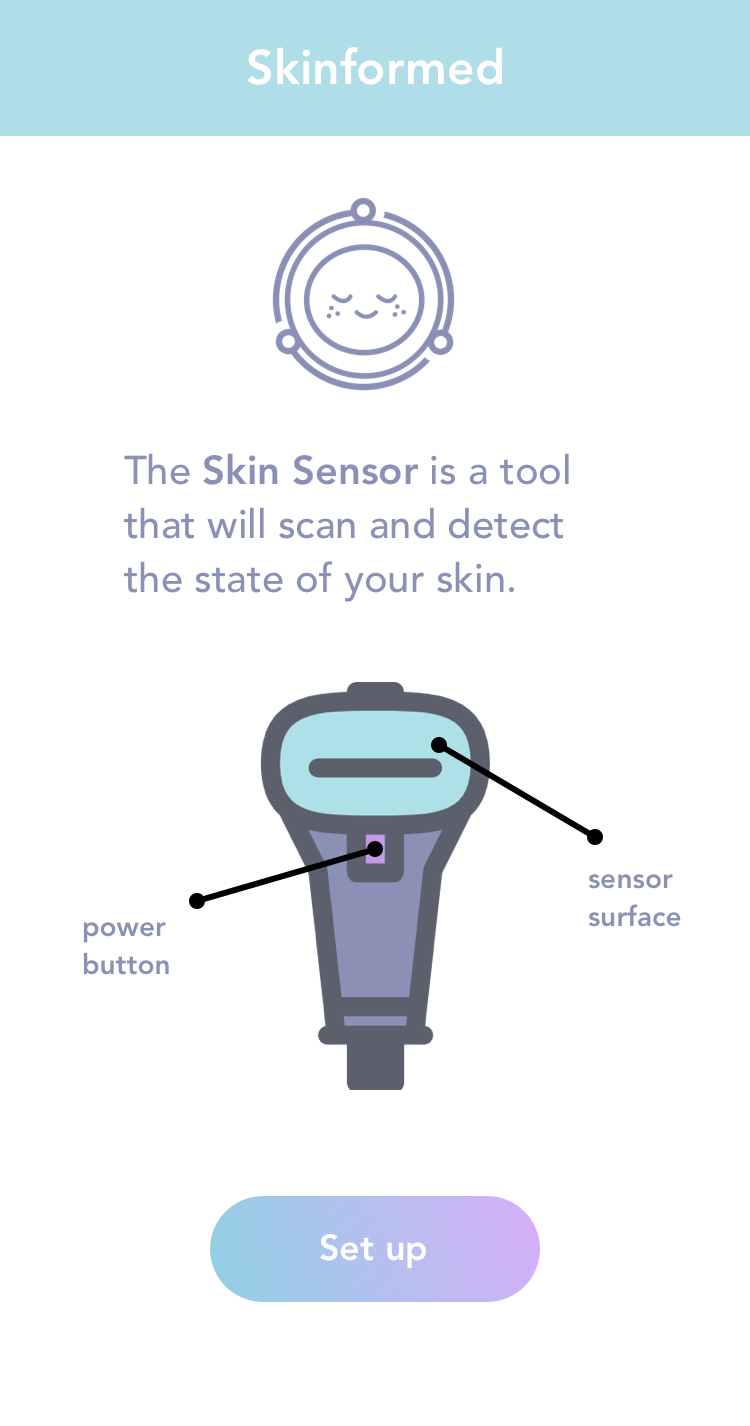 Skinformed
The Skin Sensor is a tool
that will scan and detect
the state of your skin.
sensor
surface
power
button
Set up